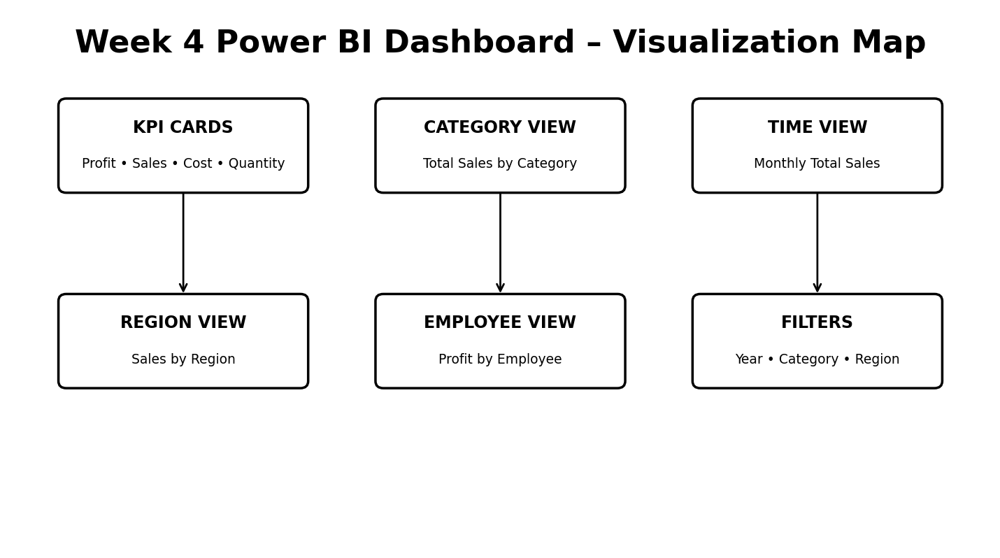 Week 4 Power BI Dashboard – Visualization Map
KPI CARDS
Profit • Sales • Cost • Quantity
CATEGORY VIEW
Total Sales by Category
TIME VIEW
Monthly Total Sales
REGION VIEW
Sales by Region
EMPLOYEE VIEW
Profit by Employee
FILTERS
Year • Category • Region